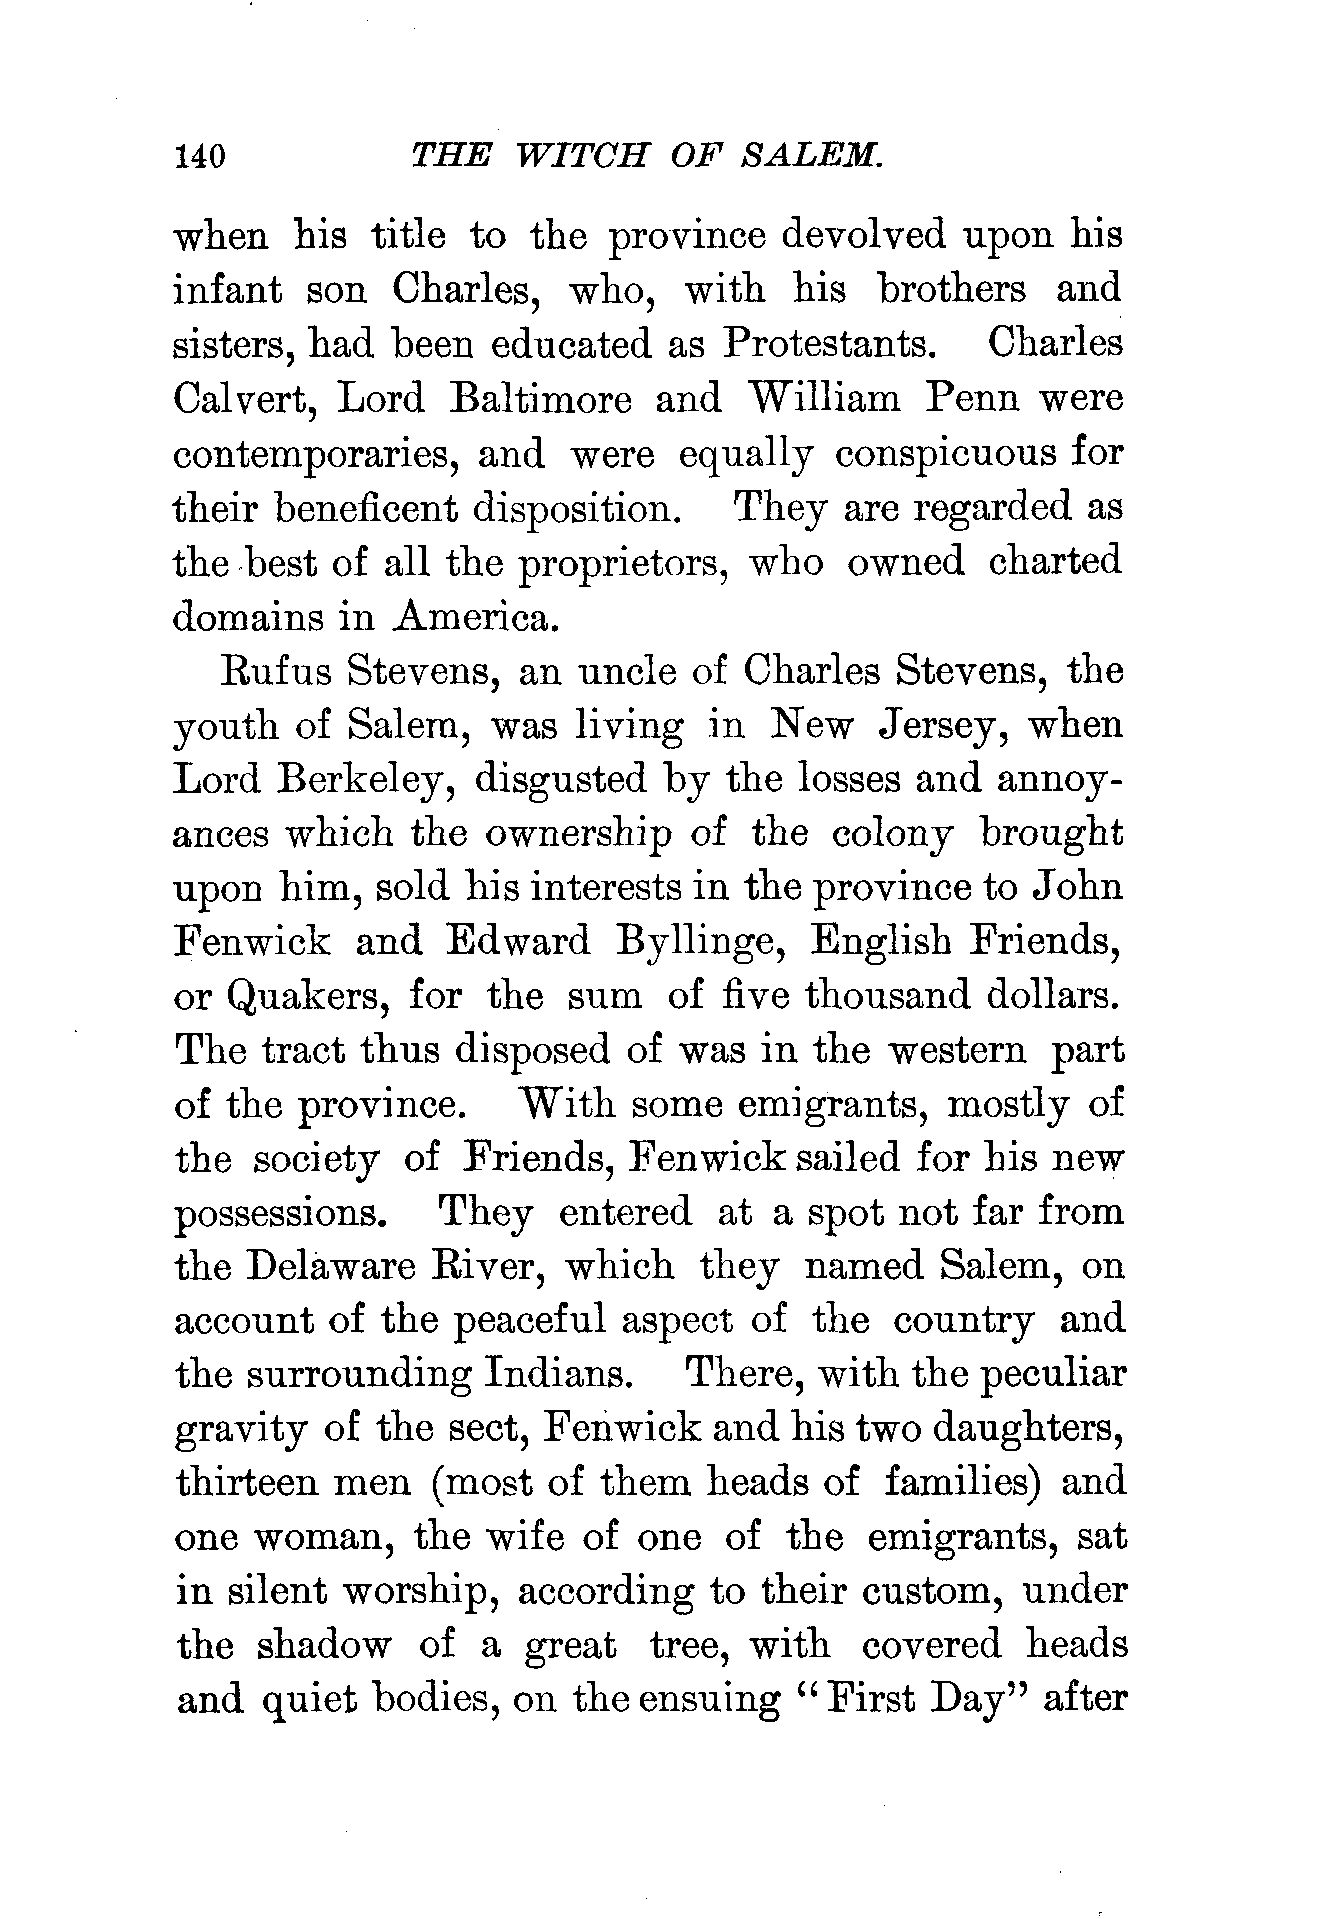 140 THE WITCH OF SALEM.
when his title to the province devolved upon his
infant son Charles, who, with his brothers and
sisters, had been educated as Protestants. Charles
Calvert, Lord Baltimore and William Penn were
contemporaries, and were equally conspicuous for
their beneficent disposition. They are regarded as
the best of all the proprietors, who owned charted
domains in America.
Rufus Stevens, an uncle of Charles Stevens, the
youth of Salem, was living in New Jersey, when
Lord Berkeley, disgusted by the losses and annoy-
ances which the ownership of the colony brought
upon him, sold his interests in the province to John
Fenwick and Edward Byllinge, English Friends,
or Quakers, for the sum of five thousand dollars.
The tract thus disposed of was in the western part
of the province. With some emigrants, mostly of
the society of Friends, Fenwick sailed for his new
possessions. They entered at a spot not far from
the Delaware River, which they named Salem, on
account of the peaceful aspect of the country and
the surrounding Indians. There, with the peculiar
gravity of the sect, Fenwick and his two daughters,
thirteen men (most of them heads of families) and
one woman, the wife of one of the emigrants, sat
in silent worship, according to their custom, under
the shadow of a great tree, with covered heads
and quiet bodies, on the ensuing "First Day" after